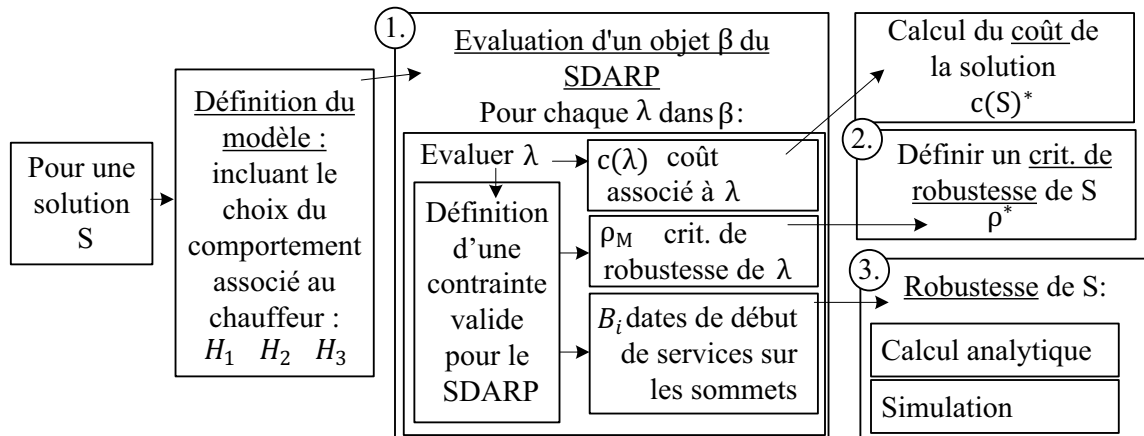 Pour une
solution
S
Définition du
modèle :
incluant le
choix du
comportement
associé au
chauffeur :
H₁ H₂ H₃
1.
Evaluation d'un objet β du
SDARP
Pour chaque λ dans β:
Evaluer λ
Définition
d’une
contrainte
valide
pour le
SDARP
c(λ) coût
associé à λ
ρ_M crit. de
robustesse de λ
B_i dates de début
de services sur
les sommets
Calcul du coût de
la solution
c(S)*
2.
Définir un crit. de
robustesse de S
ρ*
3.
Robustesse de S:
Calcul analytique
Simulation